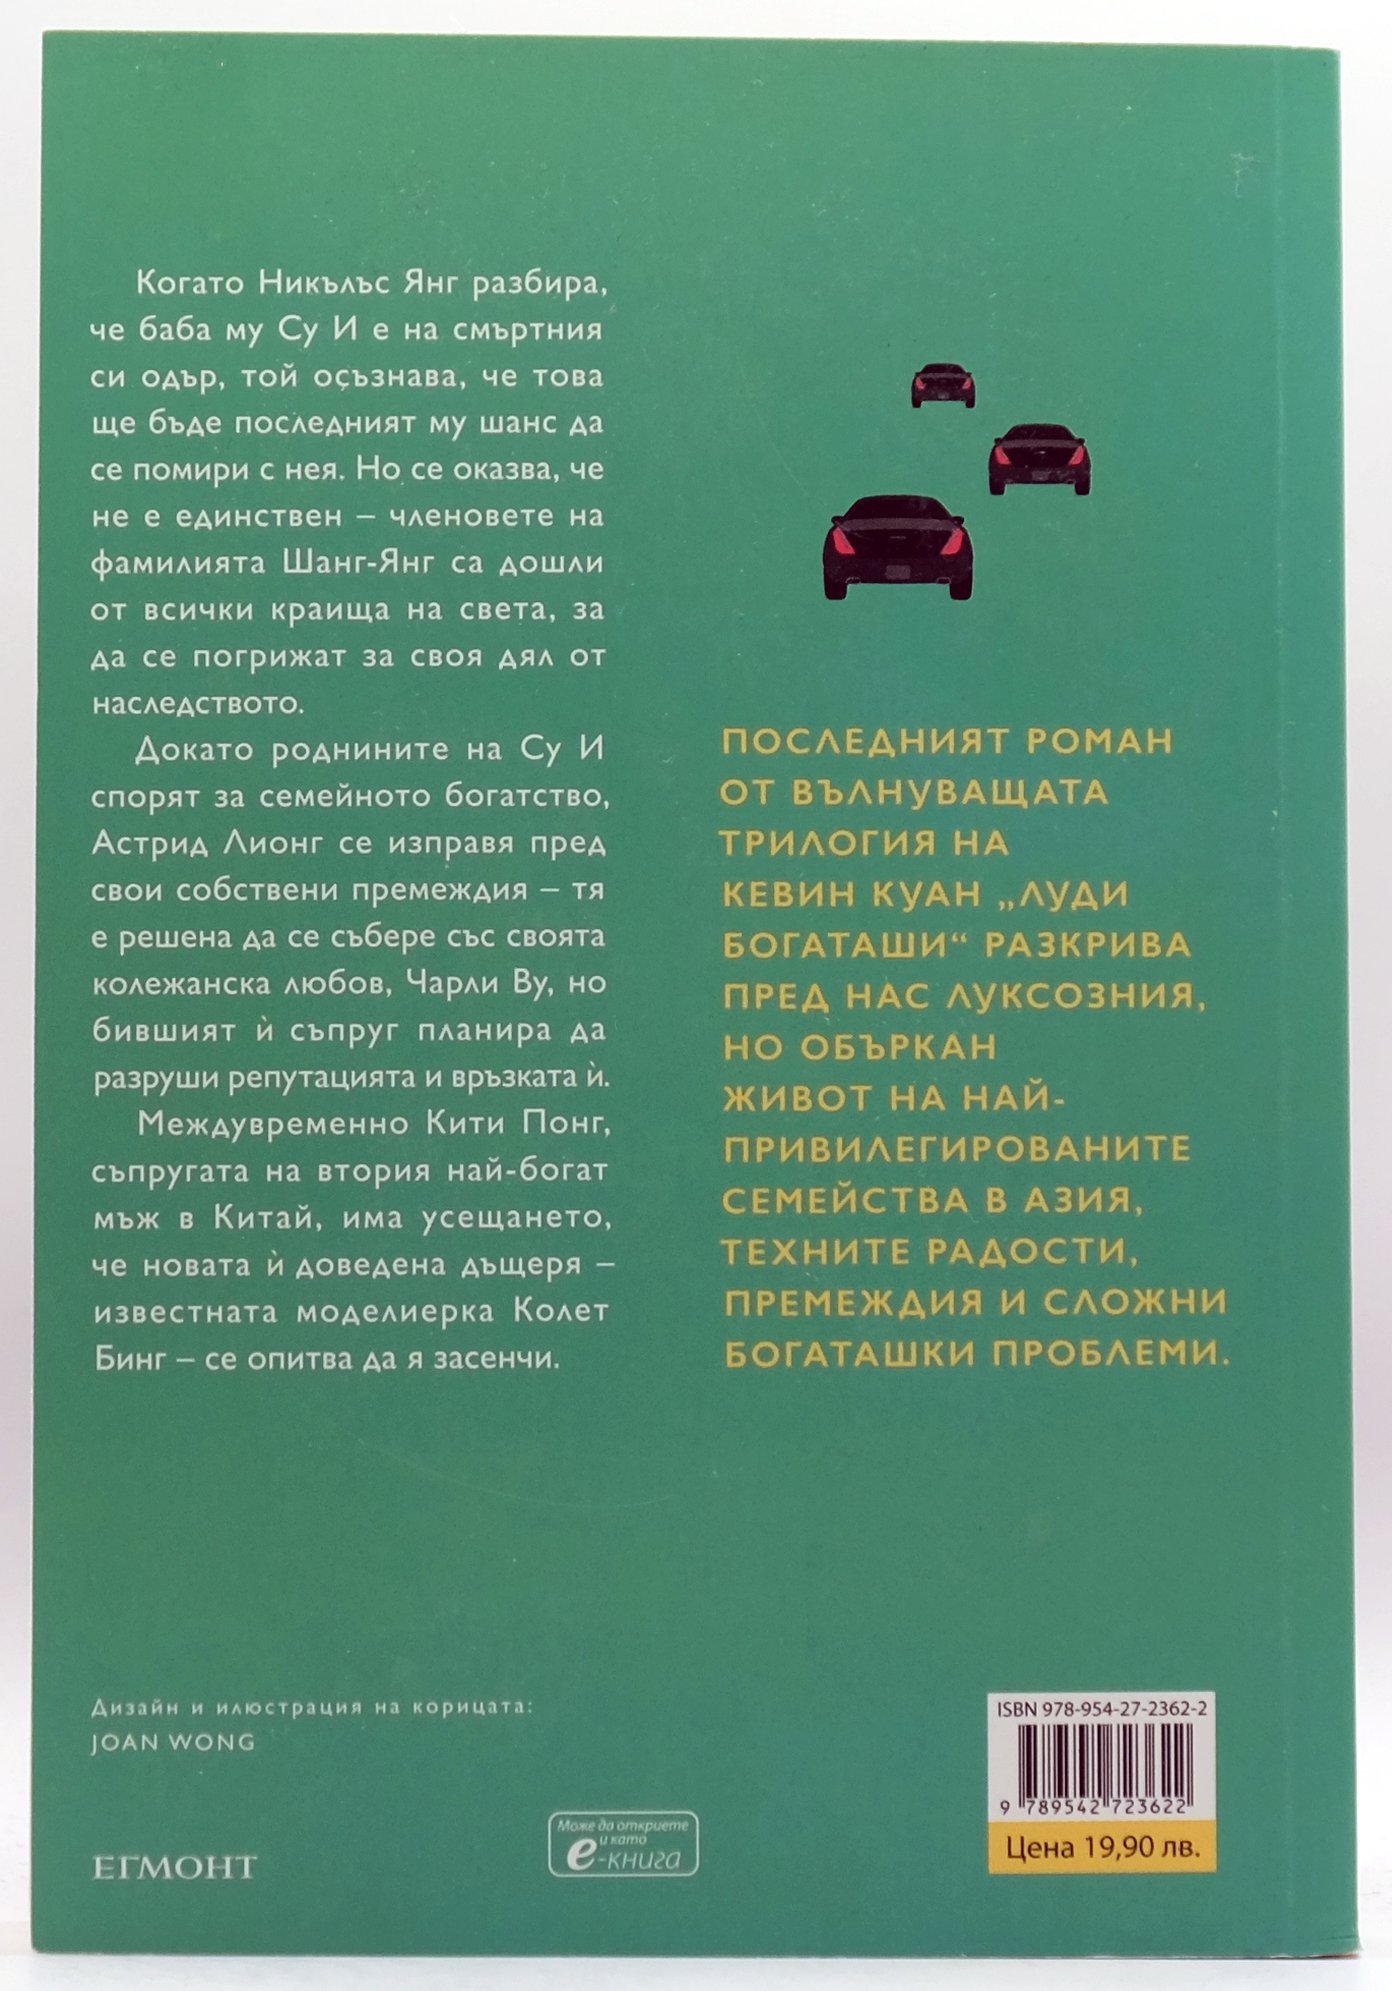 Когато Никълъс Янг разбира,
че баба му Су И е на смъртния
си одър, той осъзнава, че това
ще бъде последният му шанс да
се помири с нея. Но се оказва, че
не е единствен – членовете на
фамилията Шанг-Янг са дошли
от всички краища на света, за
да се погрижат за своя дял от
наследството.
Докато роднините на Су И
спорят за семейното богатство,
Астрид Лионг се изправя пред
свои собствени премеждия – тя
е решена да се събере със своята
колежанска любов, Чарли Ву, но
бившият ѝ съпруг планира да
разруши репутацията и връзката ѝ.
Междувременно Кити Понг,
съпругата на втория най-богат
мъж в Китай, има усещането,
че новата ѝ доведена дъщеря –
известната моделиерка Колет
Бинг – се опитва да я засенчи.
ПОСЛЕДНИЯТ РОМАН
ОТ ВЪЛНУВАЩАТА
ТРИЛОГИЯ НА
КЕВИН КУАН „ЛУДИ
БОГАТАШИ“ РАЗКРИВА
ПРЕД НАС ЛУКСОЗНИЯ,
НО ОБЪРКАН
ЖИВОТ НА НАЙ-
ПРИВИЛЕГИРОВАНИТЕ
СЕМЕЙСТВА В АЗИЯ,
ТЕХНИТЕ РАДОСТИ,
ПРЕМЕЖДИЯ И СЛОЖНИ
БОГАТАШКИ ПРОБЛЕМИ.
Дизайн и илюстрация на корицата:
JOAN WONG
ЕГМОНТ
Може да откриете
и като
е-книга
ISBN 978-954-27-2362-2
9 789542 723622
Цена 19,90 лв.